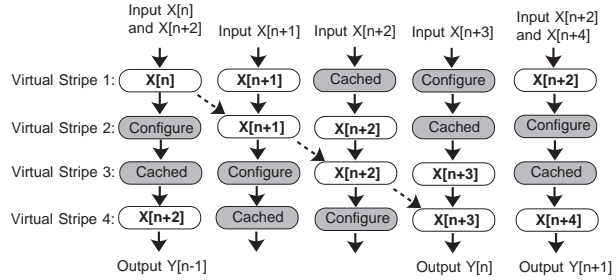 Input X[n]
and X[n+2]
Input X[n+1]
Input X[n+2]
Input X[n+3]
Input X[n+2]
and X[n+4]
Virtual Stripe 1: X[n] X[n+1] Cached Configure X[n+2]
Virtual Stripe 2: Configure X[n+1] X[n+2] Cached Configure
Virtual Stripe 3: Cached Configure X[n+2] X[n+3] Cached
Virtual Stripe 4: X[n+2] Cached Configure X[n+3] X[n+4]
Output Y[n-1] Output Y[n] Output Y[n+1]